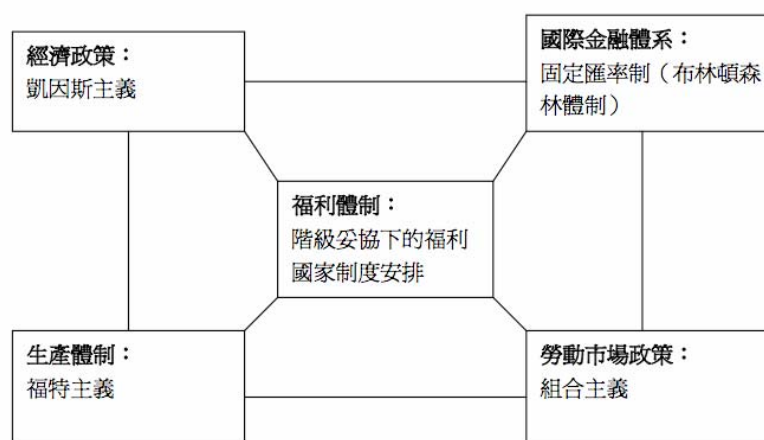 經濟政策：
凱因斯主義
國際金融體系：
固定匯率制（布林頓森
林體制）
福利體制：
階級妥協下的福利
國家制度安排
生產體制：
福特主義
勞動市場政策：
組合主義